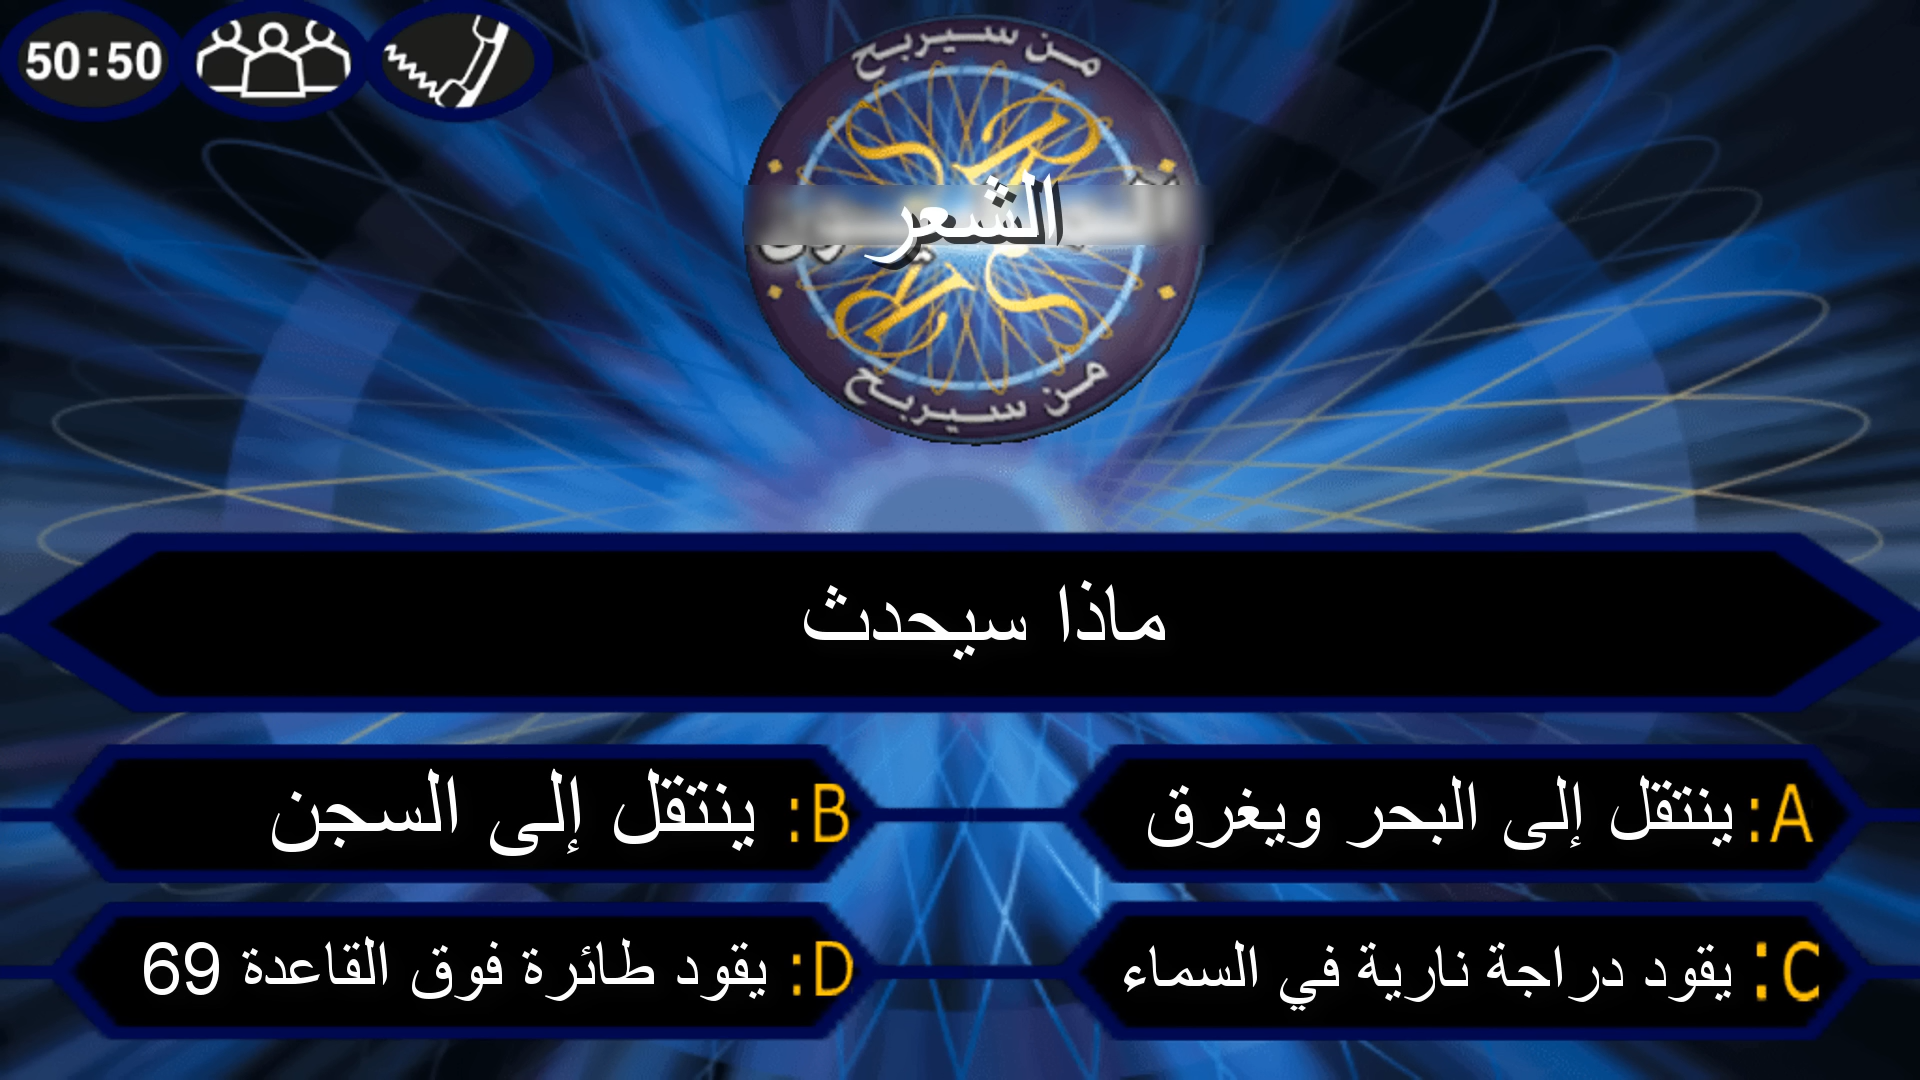 50:50
من سيربح
الشعر
من سيربح
ماذا سيحدث
A: ينتقل إلى البحر ويغرق
B: ينتقل إلى السجن
C: يقود دراجة نارية في السماء
D: يقود طائرة فوق القاعدة 69